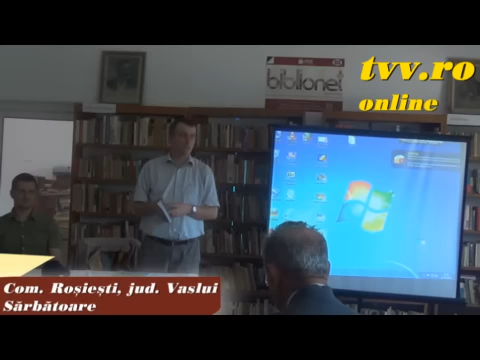 tvv.ro
online
biblionet
Com. Roșiești, jud. Vaslui
Sărbătoare